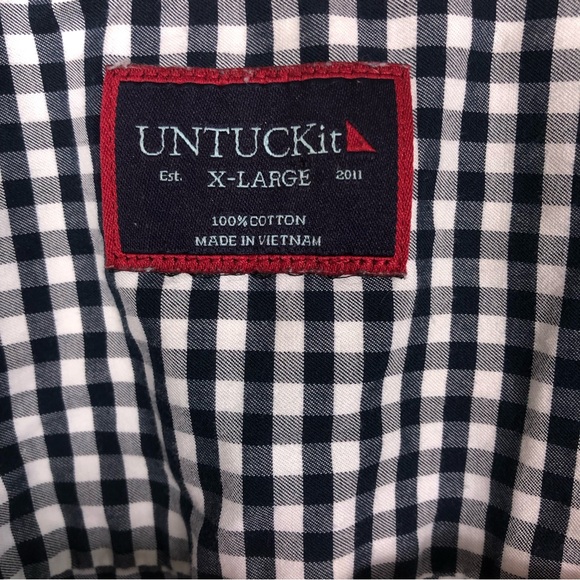 UNTUCKit
Est. X-LARGE 2011
100% COTTON
MADE IN VIETNAM